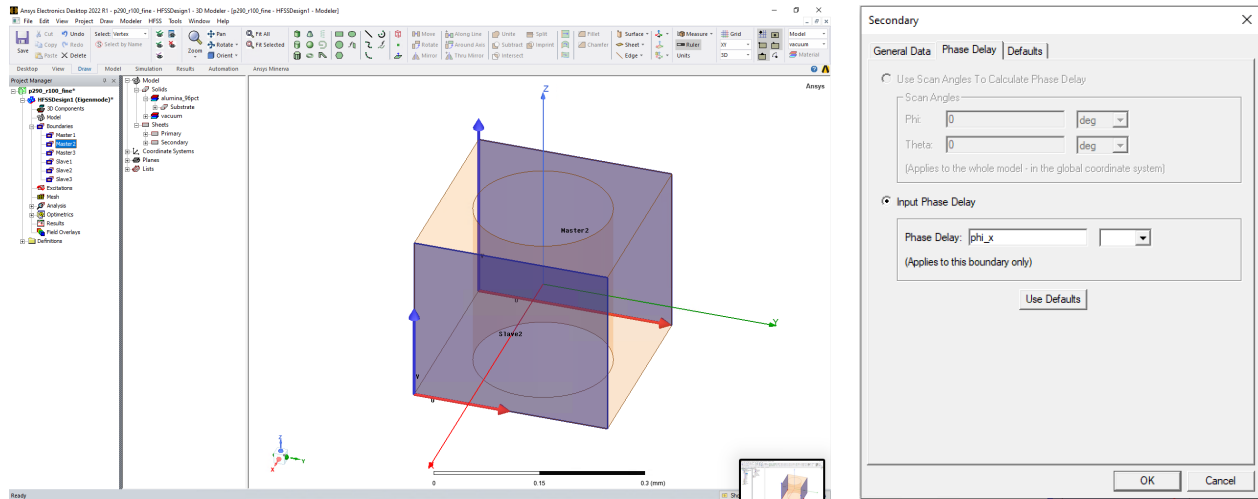 Ansys Electronics Desktop 2022 R1 - p290_r100_fine - HFSSDesign1 - 3D Modeler - [p290_r100_fine - HFSSDesign1 - Modeler]
File Edit View Project Draw Modeler HFSS Tools Window Help
Save
Cut Undo Select: Vertex
Copy Redo Select by Name
Paste Delete
Zoom
Pan Fit All
Rotate Fit Selected
Orient
Move Along Line Unite Split Fillet Surface
Rotate Around Axis Subtract Imprint Chamfer Sheet
Mirror Thru Mirror Intersect Edge
Measure Grid Model
Ruler XY vacuum
Units 3D Material
Desktop View Draw Model Simulation Results Automation Ansys Minerva
Project Manager
p290_r100_fine*
HFSSDesign1 (Eigenmode)*
3D Components
Model
Boundaries
Master1
Master2
Master3
Slave1
Slave2
Slave3
Excitations
Mesh
Analysis
Optimetrics
Results
Field Overlays
Definitions
Model
Solids
alumina_96pct
Substrate
vacuum
Sheets
Primary
Secondary
Coordinate Systems
Planes
Lists
Ansys
Z
Master2
U
Y
Slave2
V
U
Z
Y
X
0 0.15 0.3 (mm)
Ready
Secondary
General Data Phase Delay Defaults
Use Scan Angles To Calculate Phase Delay
Scan Angles
Phi: 0 deg
Theta: 0 deg
(Applies to the whole model - in the global coordinate system)
Input Phase Delay
Phase Delay: phi_x
(Applies to this boundary only)
Use Defaults
OK Cancel